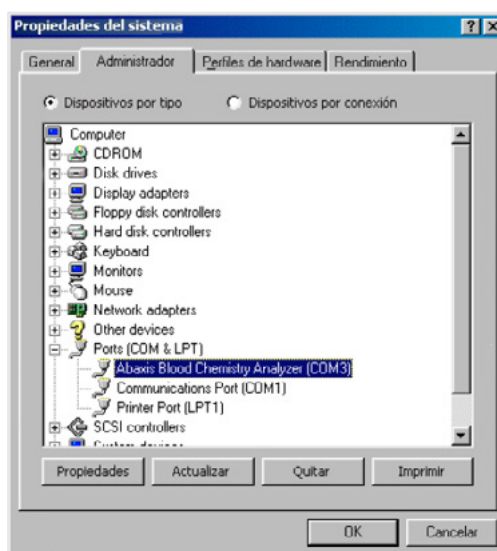 Propiedades del sistema
General Administrador Perfiles de hardware Rendimiento
Dispositivos por tipo Dispositivos por conexión
Computer
CDROM
Disk drives
Display adapters
Floppy disk controllers
Hard disk controllers
Keyboard
Monitors
Mouse
Network adapters
Other devices
Ports (COM & LPT)
Abaxis Blood Chemistry Analyzer (COM3)
Communications Port (COM1)
Printer Port (LPT1)
SCSI controllers
System devices
Propiedades Actualizar Quitar Imprimir
OK Cancelar